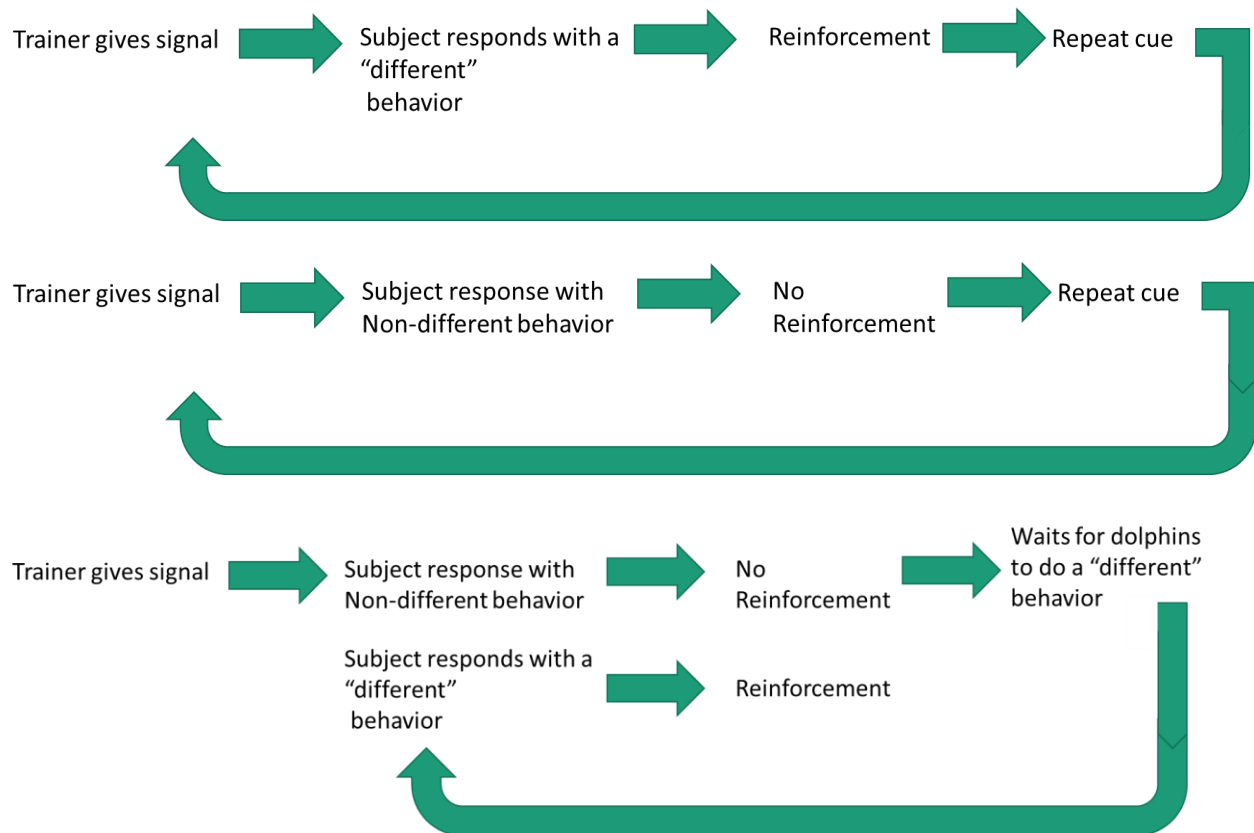 Trainer gives signal
Subject responds with a
“different”
behavior
Reinforcement
Repeat cue
Trainer gives signal
Subject response with
Non-different behavior
No
Reinforcement
Repeat cue
Trainer gives signal
Subject response with
Non-different behavior
No
Reinforcement
Waits for dolphins
to do a “different”
behavior
Subject responds with a
“different”
behavior
Reinforcement